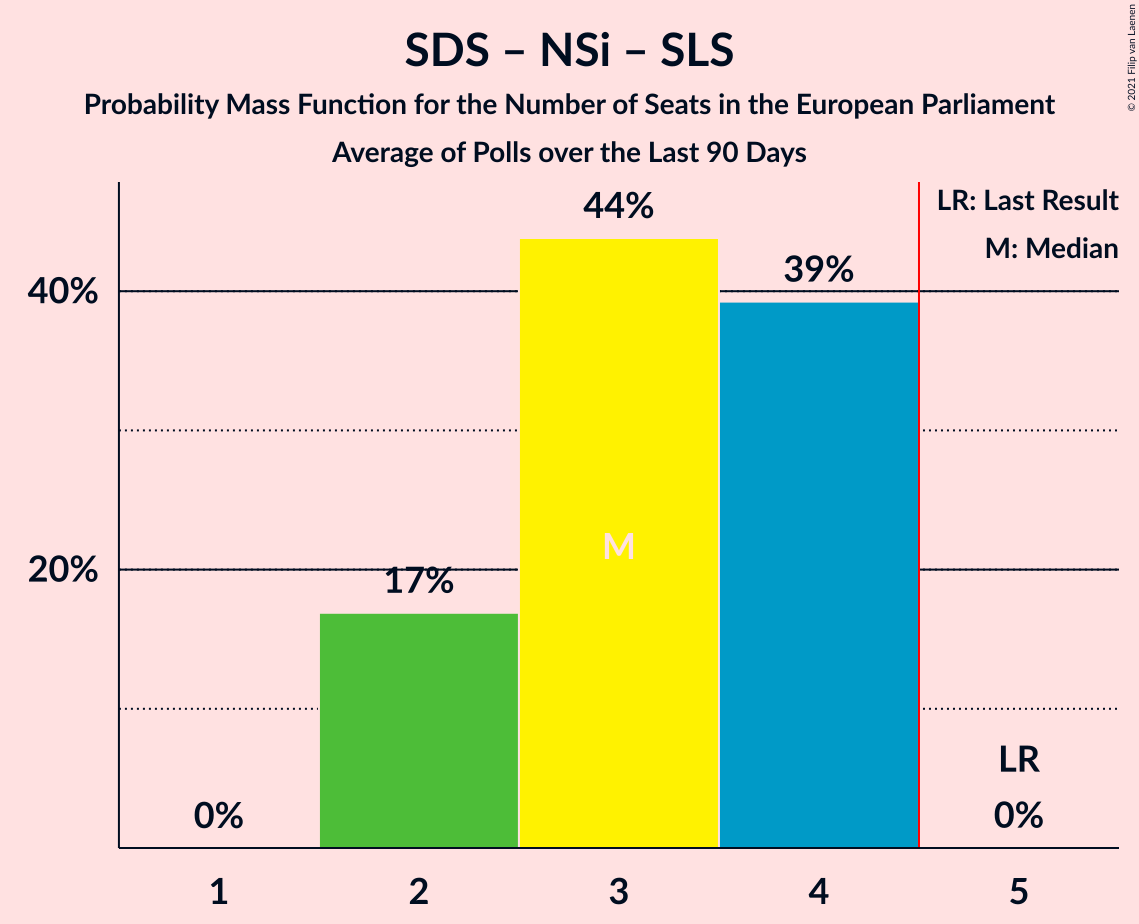 SDS – NSi – SLS
Probability Mass Function for the Number of Seats in the European Parliament
Average of Polls over the Last 90 Days
© 2021 Filip van Laenen
LR: Last Result
M: Median
44%
39%
40%
M
20%
17%
LR
0%
0%
1 2 3 4 5